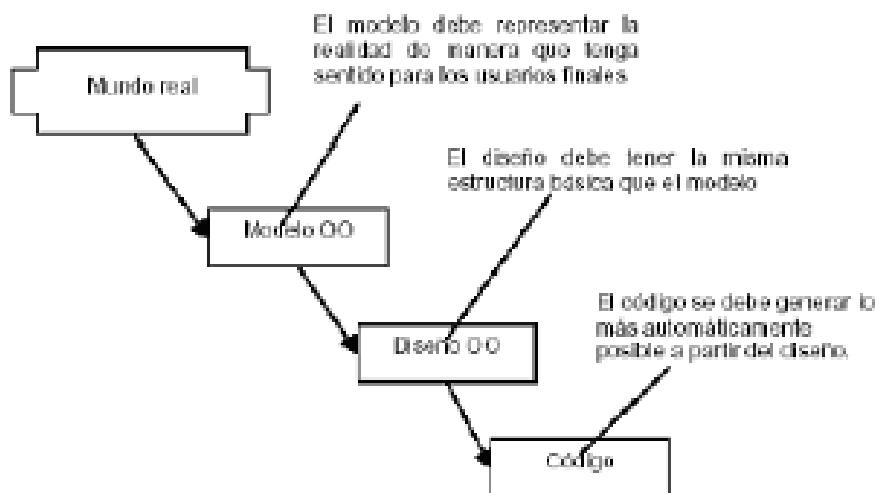 El modelo debe representar la
realidad de manera que tenga
sentido para los usuarios finales
Mundo real
El diseño debe tener la misma
estructura básica que el modelo
Modelo OO
El código se debe generar lo
más automáticamente
posible a partir del diseño.
Diseño OO
Código